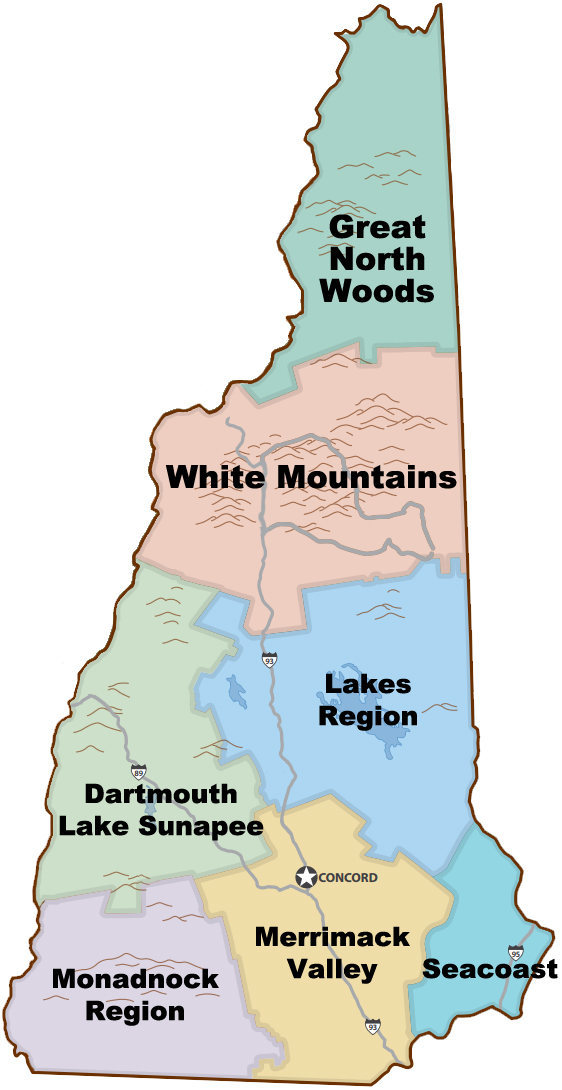 Great
North
Woods
White Mountains
93
Lakes
Region
89
Dartmouth
Lake Sunapee
CONCORD
Merrimack
Valley
95
Seacoast
Monadnock
Region
93